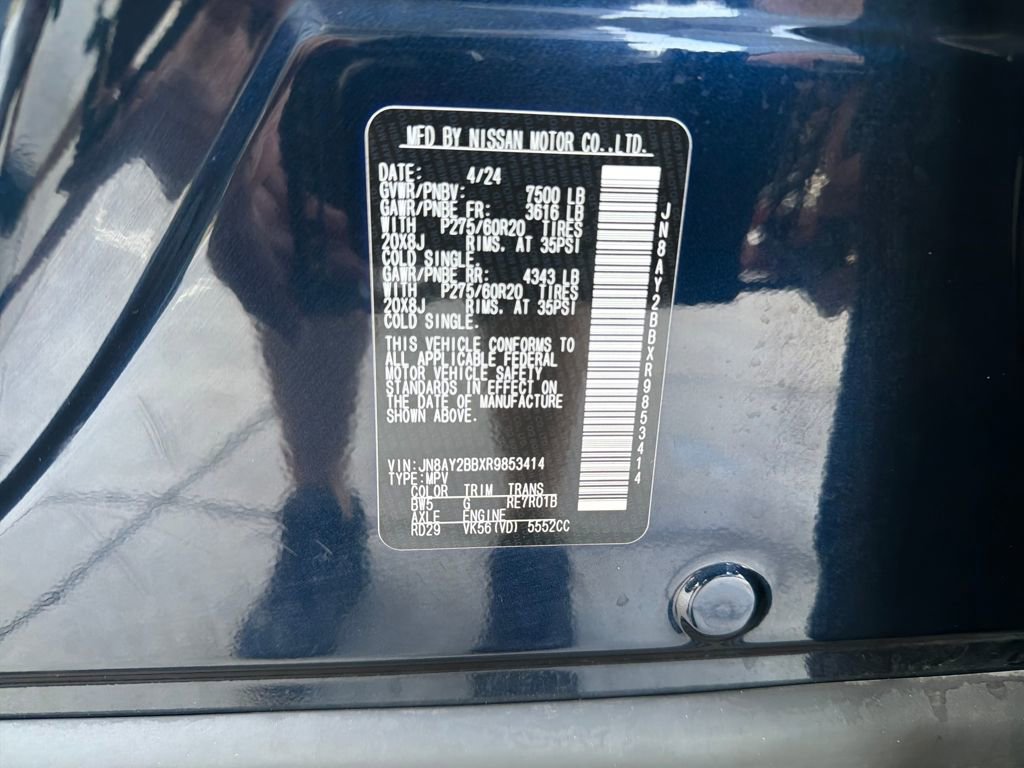 MFD BY NISSAN MOTOR CO.,LTD.
DATE: 4/24
GVWR/PNBV: 7500 LB
GAWR/PNBE FR: 3616 LB
WITH P275/60R20 TIRES
20X8J RIMS. AT 35PSI
COLD SINGLE.
GAWR/PNBE RR: 4343 LB
WITH P275/60R20 TIRES
20X8J RIMS. AT 35PSI
COLD SINGLE.
THIS VEHICLE CONFORMS TO
ALL APPLICABLE FEDERAL
MOTOR VEHICLE SAFETY
STANDARDS IN EFFECT ON
THE DATE OF MANUFACTURE
SHOWN ABOVE.
VIN:JN8AY2BBXR9853414
TYPE:MPV
COLOR TRIM TRANS
BW5 G RE7R01B
AXLE ENGINE
RD29 VK56(VD) 5552CC
JN8AY2BBXR9853414